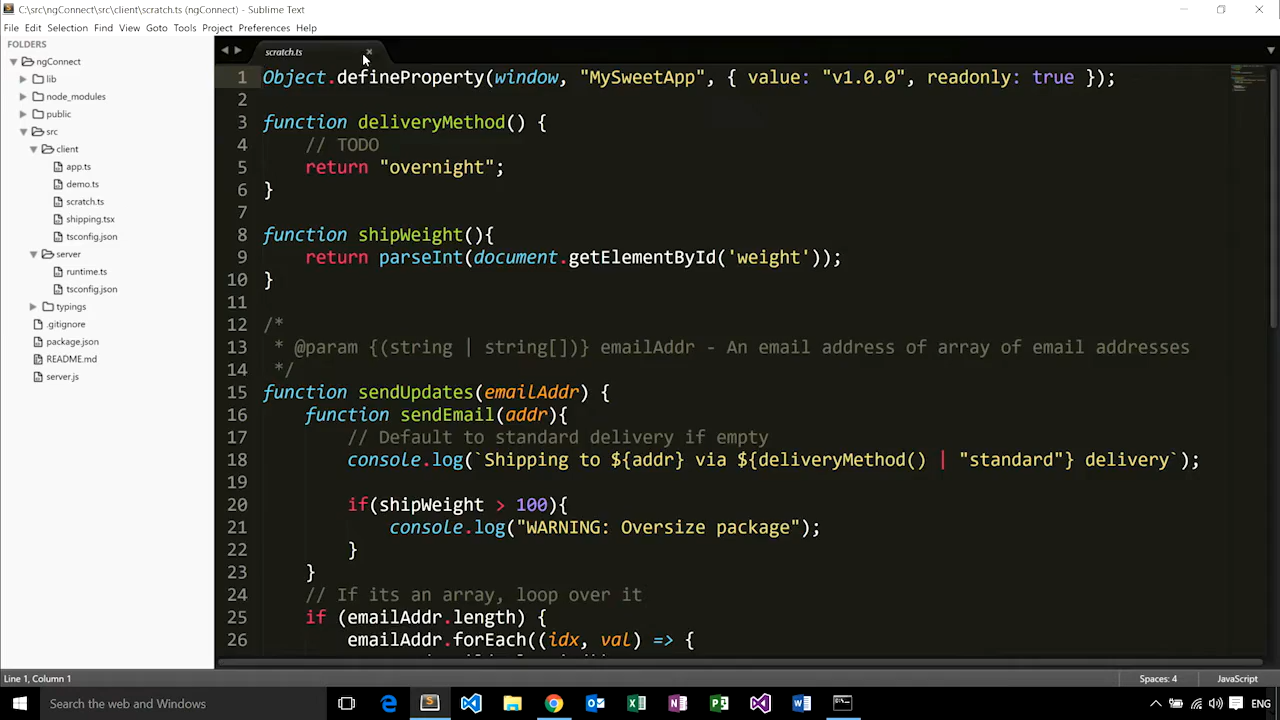 C:\src\ngConnect\src\client\scratch.ts (ngConnect) - Sublime Text
File Edit Selection Find View Goto Tools Project Preferences Help
FOLDERS
ngConnect
lib
node_modules
public
src
client
app.ts
demo.ts
scratch.ts
shipping.tsx
tsconfig.json
server
runtime.ts
tsconfig.json
typings
.gitignore
package.json
README.md
server.js
scratch.ts
1 Object.defineProperty(window, "MySweetApp", { value: "v1.0.0", readonly: true });
2
3 function deliveryMethod() {
4 // TODO
5 return "overnight";
6 }
7
8 function shipWeight(){
9 return parseInt(document.getElementById('weight'));
10 }
11
12 /*
13 * @param {(string | string[])} emailAddr - An email address of array of email addresses
14 */
15 function sendUpdates(emailAddr) {
16 function sendEmail(addr){
17 // Default to standard delivery if empty
18 console.log(`Shipping to ${addr} via ${deliveryMethod() | "standard"} delivery`);
19
20 if(shipWeight > 100){
21 console.log("WARNING: Oversize package");
22 }
23 }
24 // If its an array, loop over it
25 if (emailAddr.length) {
26 emailAddr.forEach((idx, val) => {
Line 1, Column 1
Spaces: 4
JavaScript
Search the web and Windows
ENG